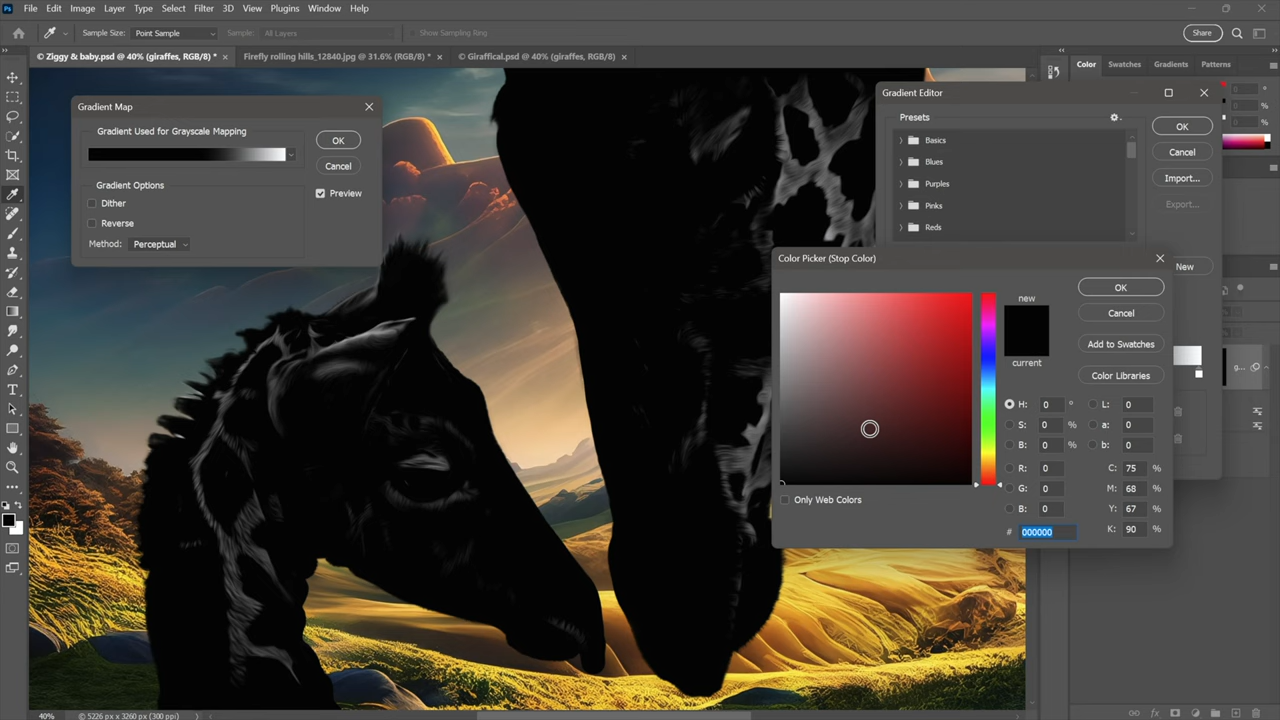 Ps File Edit Image Layer Type Select Filter 3D View Plugins Window Help
Sample Size: Point Sample Sample: All Layers Show Sampling Ring Share
© Ziggy & baby.psd @ 40% (giraffes, RGB/8) * × Firefly rolling hills_12840.jpg @ 31.6% (RGB/8) * × © Giraffical.psd @ 40% (giraffes, RGB/8) ×
Color Swatches Gradients Patterns
Gradient Map
Gradient Used for Grayscale Mapping
OK
Cancel
Preview
Gradient Options
Dither
Reverse
Method: Perceptual
Gradient Editor
Presets
Basics
Blues
Purples
Pinks
Reds
OK
Cancel
Import...
Export...
New
0 °
0 %
0 %
Color Picker (Stop Color)
new
current
OK
Cancel
Add to Swatches
Color Libraries
H: 0 ° L: 0
S: 0 % a: 0
B: 0 % b: 0
R: 0 C: 75 %
G: 0 M: 68 %
B: 0 Y: 67 %
# 000000 K: 90 %
Only Web Colors
g...
fx
40% © 5226 px x 3260 px (300 ppi)